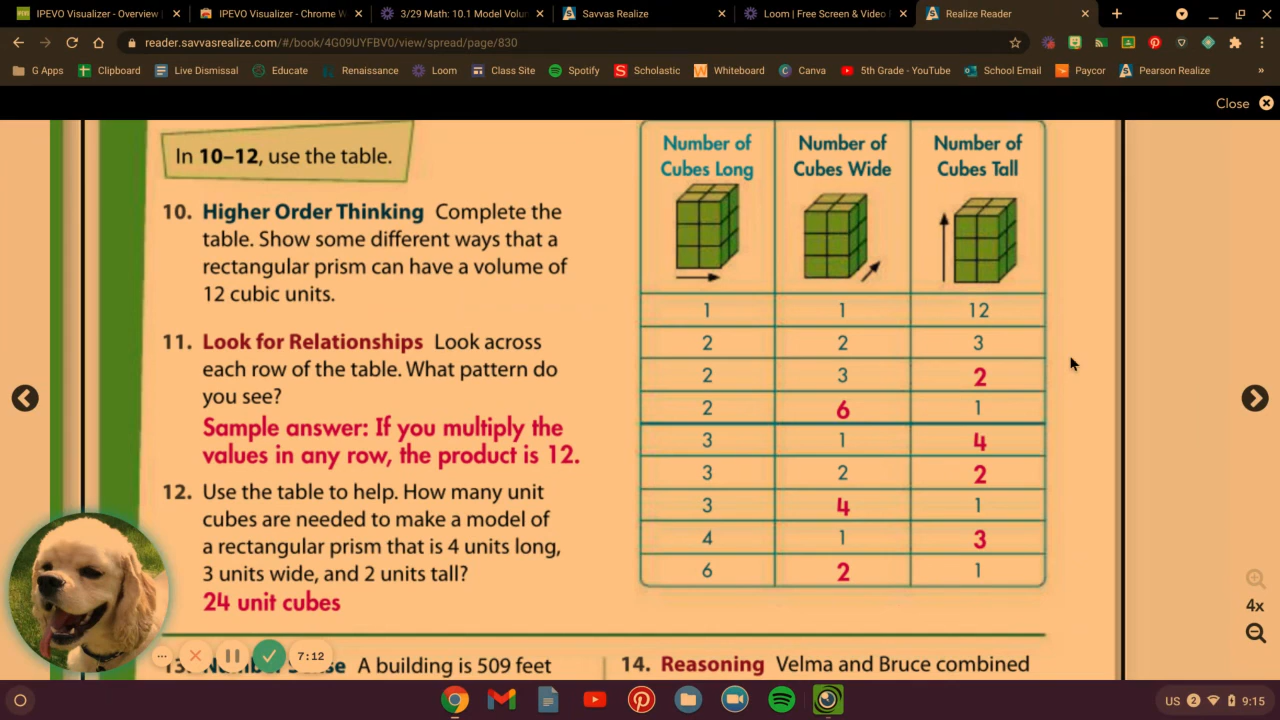 IPEVO Visualizer - Overview
IPEVO Visualizer - Chrome W
3/29 Math: 10.1 Model Volu
Savvas Realize
Loom | Free Screen & Video
Realize Reader
reader.savvasrealize.com/#/book/4G09UYFBV0/view/spread/page/830
G Apps
Clipboard
Live Dismissal
Educate
Renaissance
Loom
Class Site
Spotify
Scholastic
Whiteboard
Canva
5th Grade - YouTube
School Email
Paycor
Pearson Realize
»
Close
In 10–12, use the table.
10. Higher Order Thinking Complete the
table. Show some different ways that a
rectangular prism can have a volume of
12 cubic units.
11. Look for Relationships Look across
each row of the table. What pattern do
you see?
Sample answer: If you multiply the
values in any row, the product is 12.
12. Use the table to help. How many unit
cubes are needed to make a model of
a rectangular prism that is 4 units long,
3 units wide, and 2 units tall?
24 unit cubes
Number of Cubes Long
Number of Cubes Wide
Number of Cubes Tall
1 1 12
2 2 3
2 3 2
2 6 1
3 1 4
3 2 2
3 4 1
4 1 3
6 2 1
7:12
A building is 509 feet
14. Reasoning Velma and Bruce combined
4x
US 2 9:15